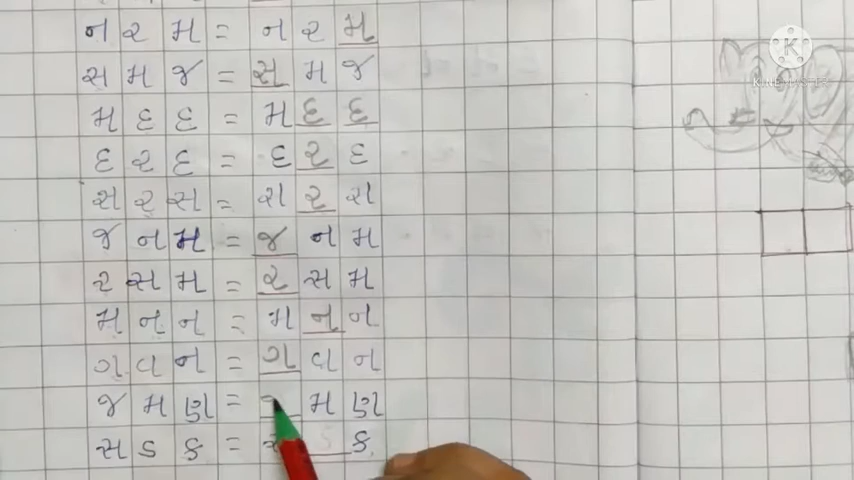 ન ર મ = ન ર મ
સ મ જ = સ મ જ
મ દ દ = મ દ દ
દ ર દ = દ ર દ
સ ર સ = સ ર સ
જ ન મ = જ ન મ
ર સ મ = ર સ મ
મ ન ન = મ ન ન
ગ વ ન = ગ વ ન
જ મ ણ = જ મ ણ
સ ડ ક = સ ડ ક
KINEMASTER